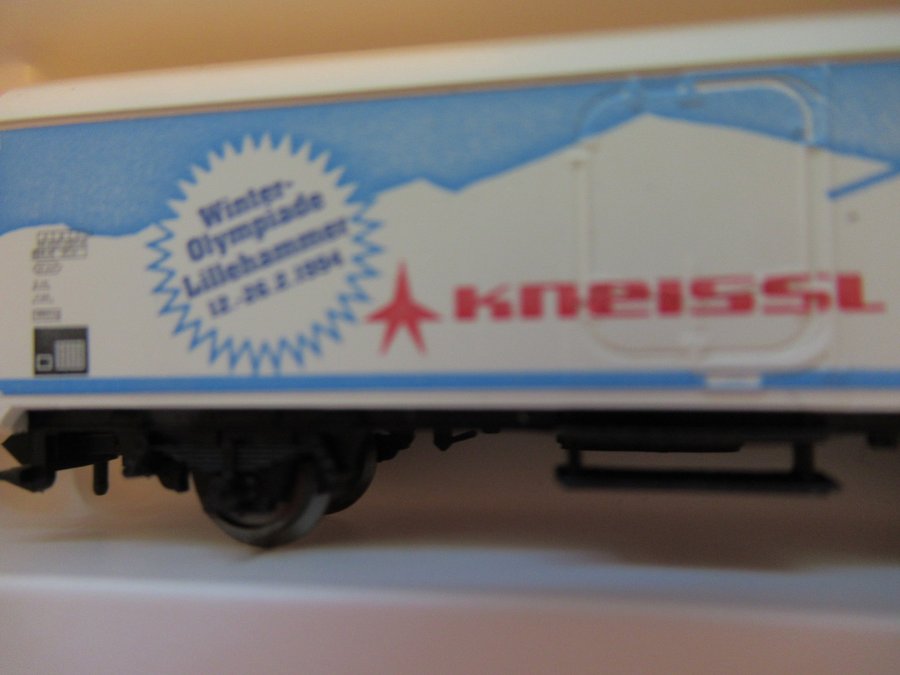 Winter-
Olympiade
Lillehammer
12.-26.2.1994
KNEISSL